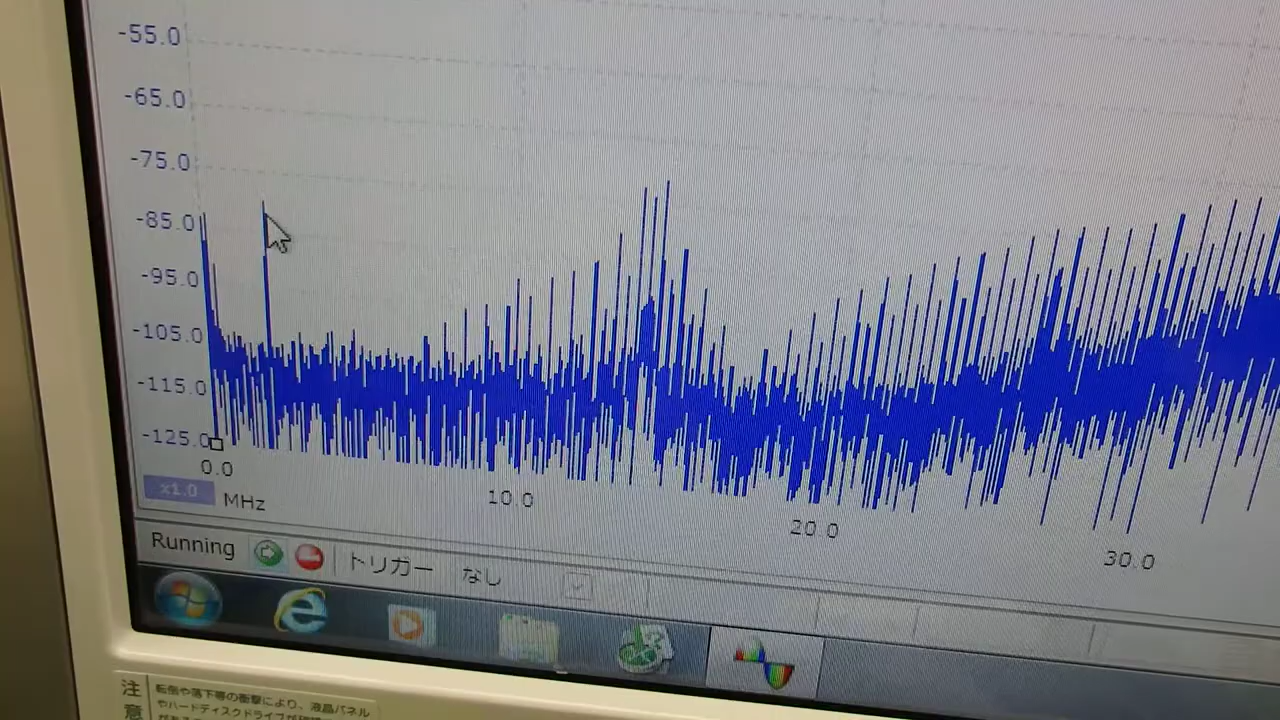 -55.0
-65.0
-75.0
-85.0
-95.0
-105.0
-115.0
-125.0
0.0
10.0
20.0
30.0
x1.0
MHz
Running
トリガー なし
注意
転倒や落下等の衝撃により、液晶パネル
やハードディスクドライブが